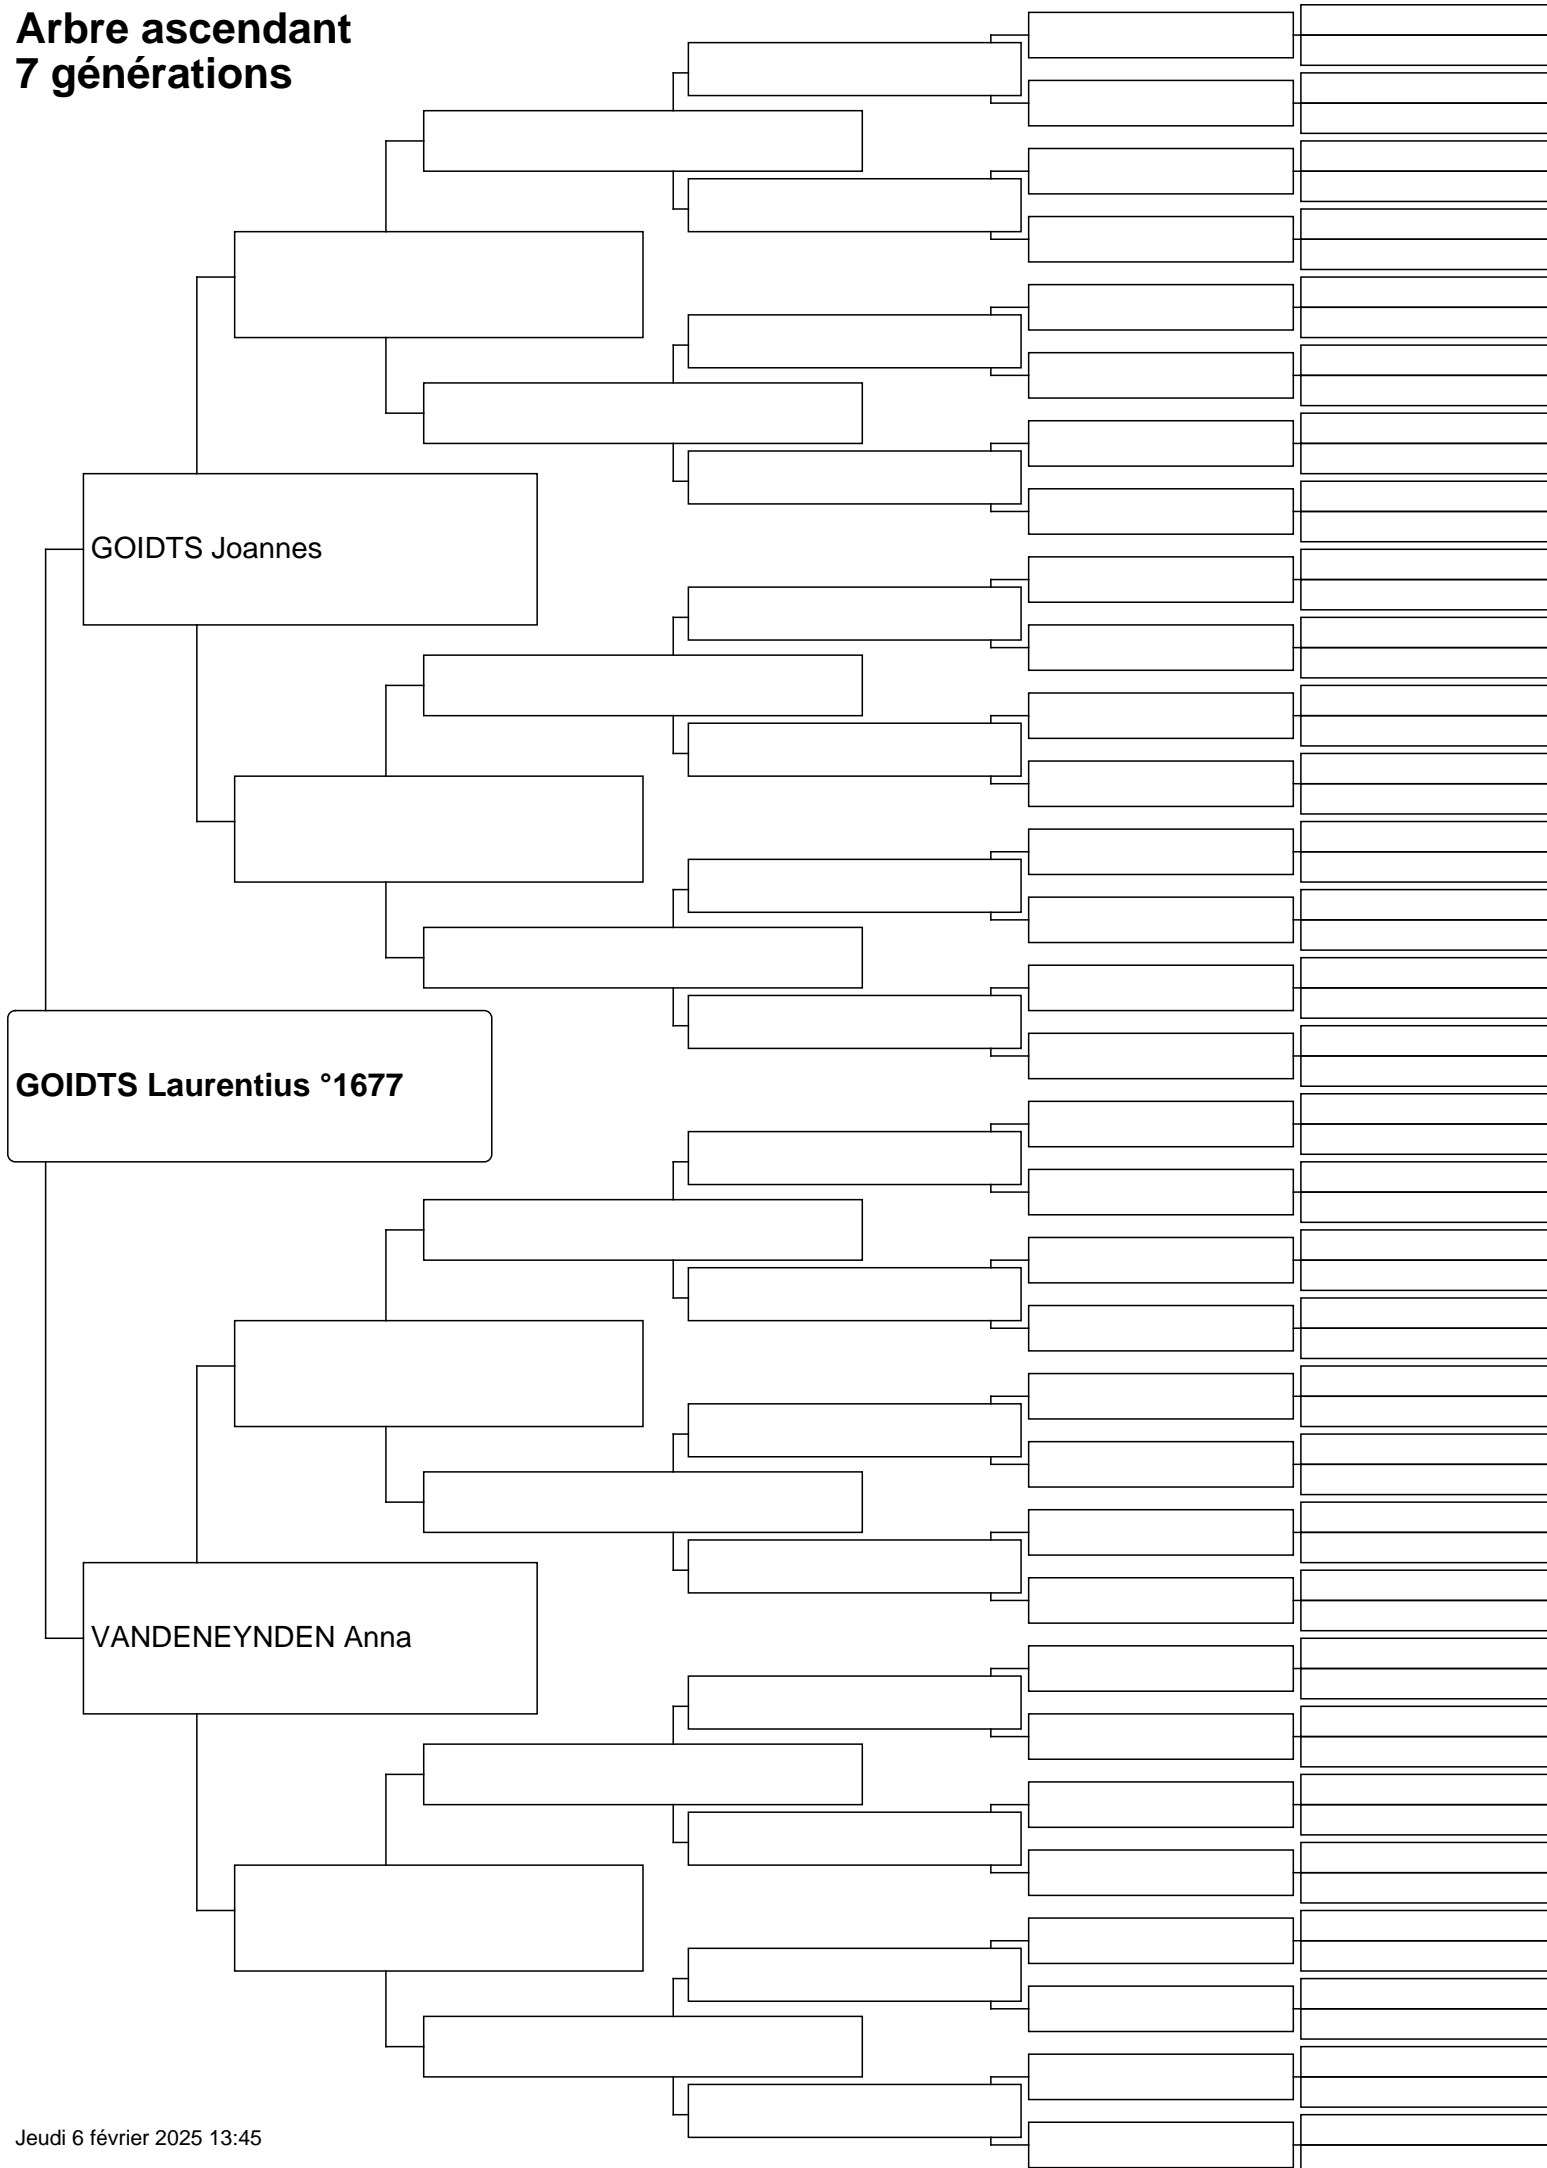 Arbre ascendant
7 générations
GOIDTS Joannes
GOIDTS Laurentius °1677
VANDENEYNDEN Anna
Jeudi 6 février 2025 13:45